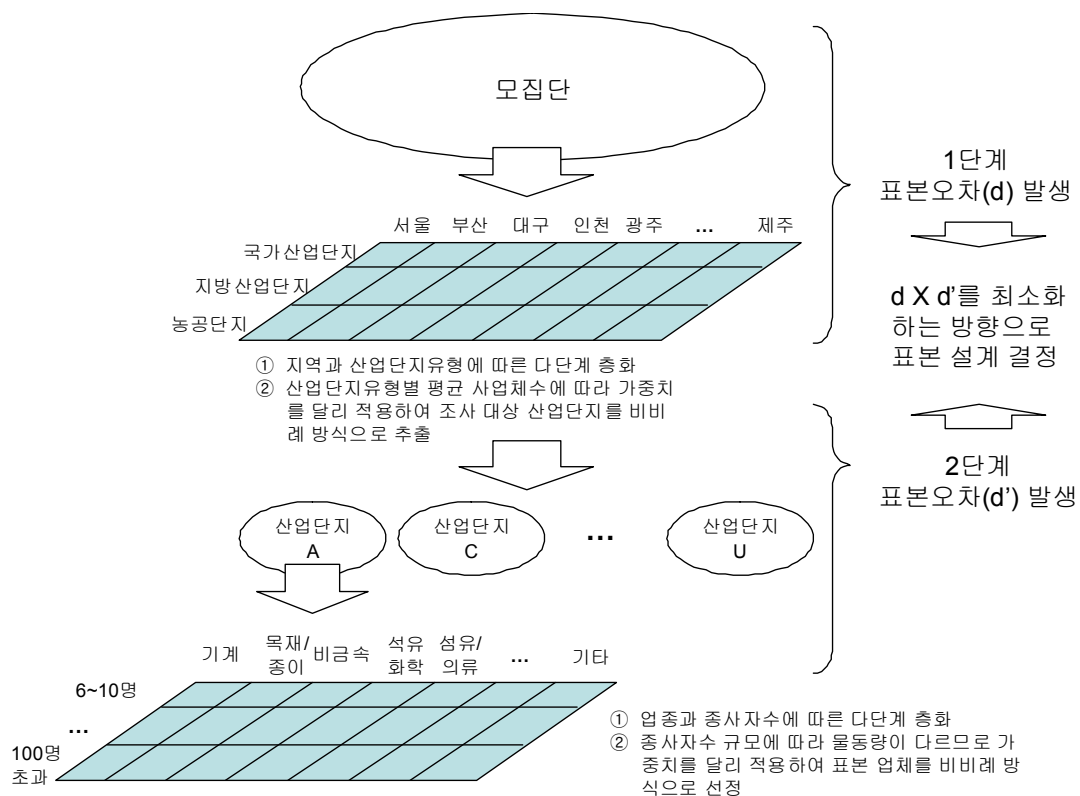 모집단
1단계
표본오차(d) 발생
서울 부산 대구 인천 광주 ... 제주
국가산업단지
지방산업단지
농공단지
d X d’를 최소화
하는 방향으로
표본 설계 결정
① 지역과 산업단지유형에 따른 다단계 층화
② 산업단지유형별 평균 사업체수에 따라 가중치
를 달리 적용하여 조사 대상 산업단지를 비비
례 방식으로 추출
2단계
표본오차(d’) 발생
산업단지
A
산업단지
C
...
산업단지
U
기계 목재/
종이 비금속 석유
화학 섬유/
의류 ... 기타
6~10명
...
100명
초과
① 업종과 종사자수에 따른 다단계 층화
② 종사자수 규모에 따라 물동량이 다르므로 가
중치를 달리 적용하여 표본 업체를 비비례 방
식으로 선정